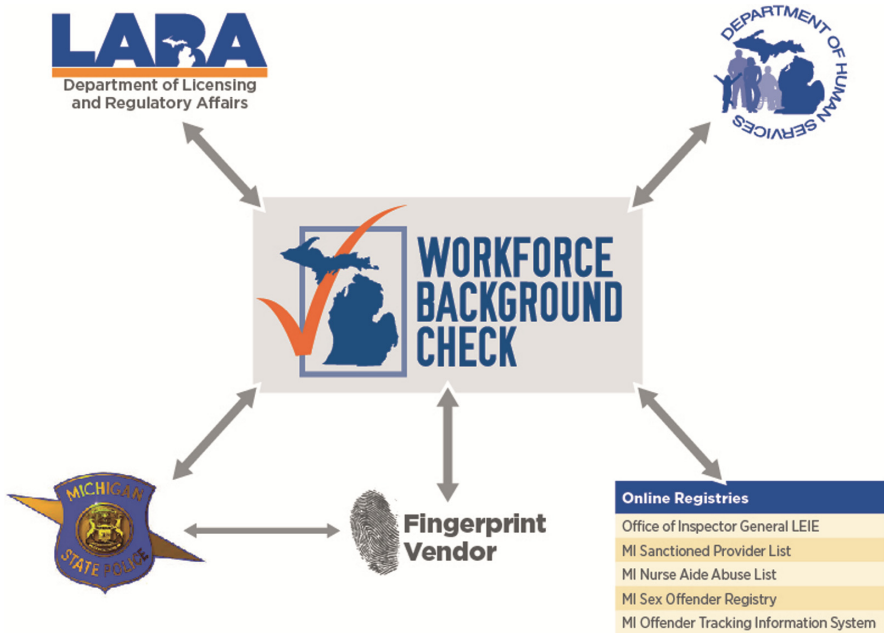 LARA
Department of Licensing
and Regulatory Affairs
DEPARTMENT OF HUMAN SERVICES
WORKFORCE
BACKGROUND
CHECK
MICHIGAN
STATE POLICE
Fingerprint
Vendor
Online Registries
Office of Inspector General LEIE
MI Sanctioned Provider List
MI Nurse Aide Abuse List
MI Sex Offender Registry
MI Offender Tracking Information System